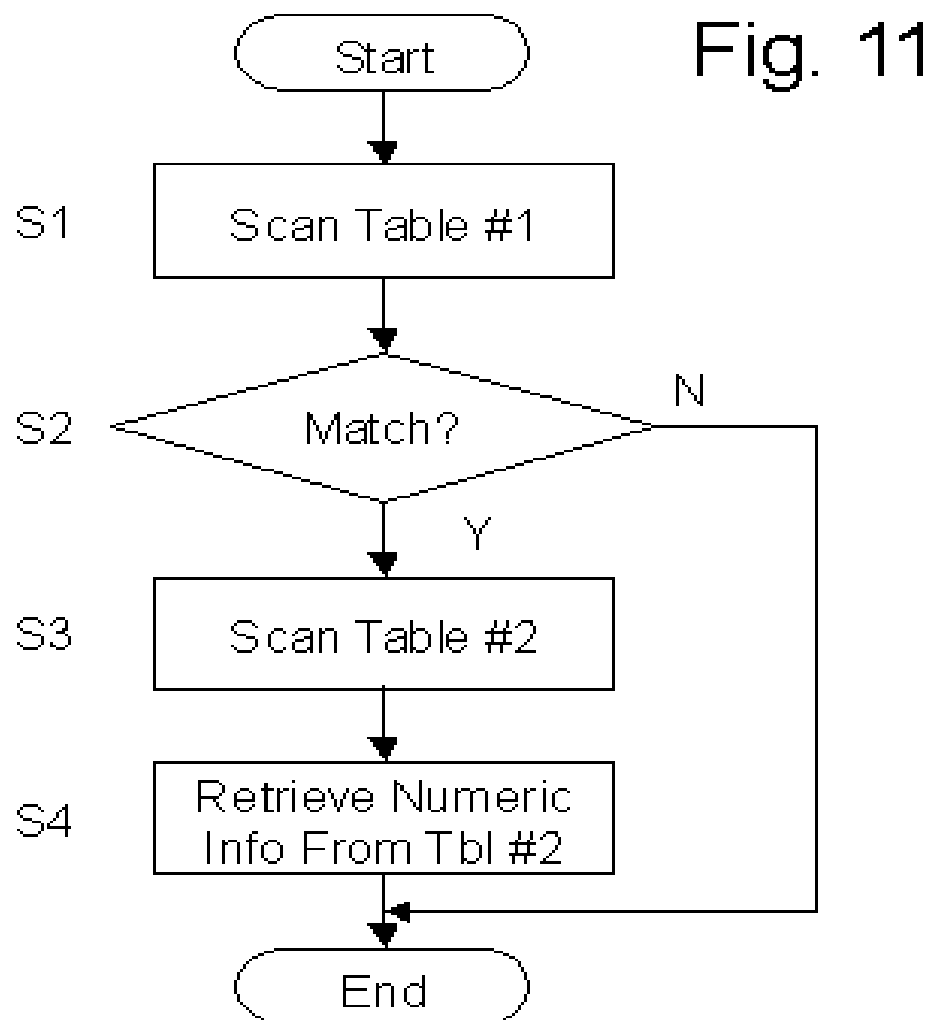 Fig. 11
Start
S1
Scan Table #1
S2
Match?
N
Y
S3
Scan Table #2
S4
Retrieve Numeric
Info From Tbl #2
End